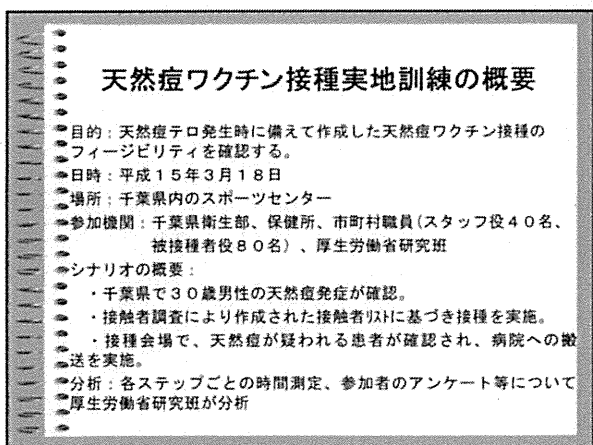 天然痘ワクチン接種実地訓練の概要
目的：天然痘テロ発生時に備えて作成した天然痘ワクチン接種の
フィージビリティを確認する。
日時：平成１５年３月１８日
場所：千葉県内のスポーツセンター
参加機関：千葉県衛生部、保健所、市町村職員(スタッフ役４０名、
被接種者役８０名）、厚生労働省研究班
シナリオの概要：
・千葉県で３０歳男性の天然痘発症が確認。
・接触者調査により作成された接触者ﾘｽﾄに基づき接種を実施。
・接種会場で、天然痘が疑われる患者が確認され、病院への搬
送を実施。
分析：各ステップごとの時間測定、参加者のアンケート等について
厚生労働省研究班が分析